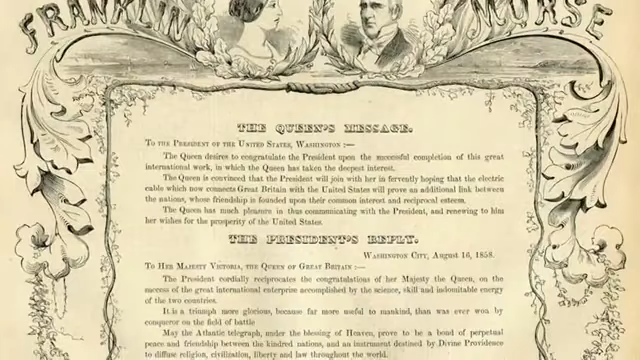 FRANKLIN MORSE
THE QUEEN'S MESSAGE.
TO THE PRESIDENT OF THE UNITED STATES, WASHINGTON :—
The Queen desires to congratulate the President upon the successful completion of this great
international work, in which the Queen has taken the deepest interest.
The Queen is convinced that the President will join with her in fervently hoping that the electric
cable which now connects Great Britain with the United States will prove an additional link between
the nations, whose friendship is founded upon their common interest and reciprocal esteem.
The Queen has much pleasure in thus communicating with the President, and renewing to him
her wishes for the prosperity of the United States.
THE PRESIDENT'S REPLY.
WASHINGTON CITY, August 16, 1858.
TO HER MAJESTY VICTORIA, THE QUEEN OF GREAT BRITAIN :—
The President cordially reciprocates the congratulations of her Majesty the Queen, on the
success of the great international enterprise accomplished by the science, skill and indomitable energy
of the two countries.
It is a triumph more glorious, because far more useful to mankind, than was ever won by
conqueror on the field of battle
May the Atlantic telegraph, under the blessing of Heaven, prove to be a bond of perpetual
peace and friendship between the kindred nations, and an instrument destined by Divine Providence
to diffuse religion, civilization, liberty and law throughout the world.